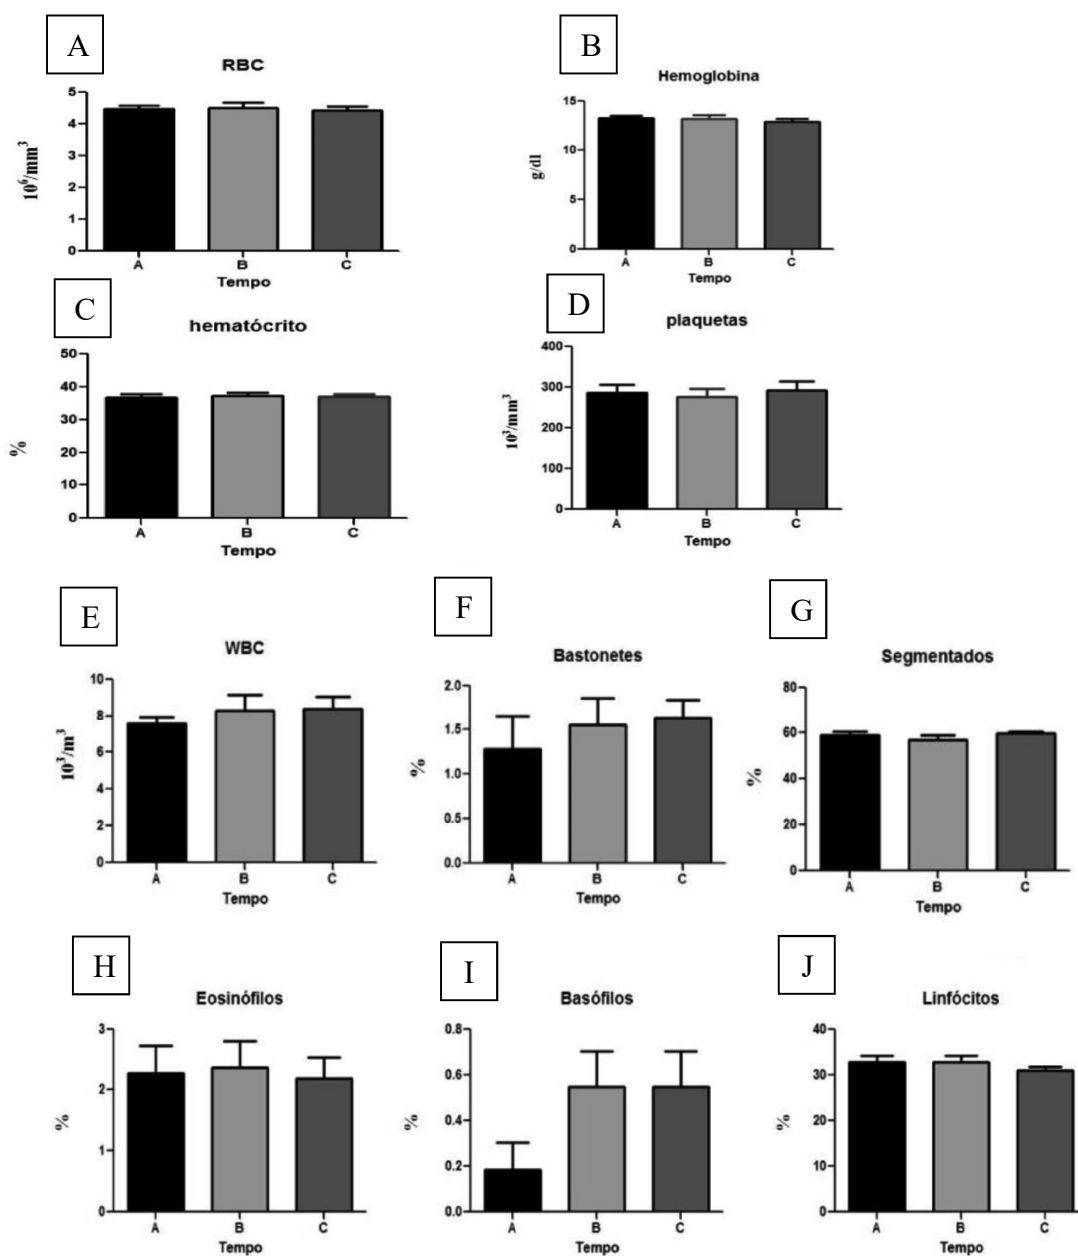 A
RBC
5
4
3
2
1
0
10⁶/mm³
A B C
Tempo
B
Hemoglobina
15
10
5
0
g/dl
A B C
Tempo
C
hematócrito
50
40
30
20
10
0
%
A B C
Tempo
D
plaquetas
400
300
200
100
0
10³/mm³
A B C
Tempo
E
WBC
10
8
6
4
2
0
10³/m³
A B C
Tempo
F
Bastonetes
2.0
1.5
1.0
0.5
0.0
%
A B C
Tempo
G
Segmentados
80
60
40
20
0
%
A B C
Tempo
H
Eosinófilos
3
2
1
0
%
A B C
Tempo
I
Basófilos
0.8
0.6
0.4
0.2
0.0
%
A B C
Tempo
J
Linfócitos
40
30
20
10
0
%
A B C
Tempo